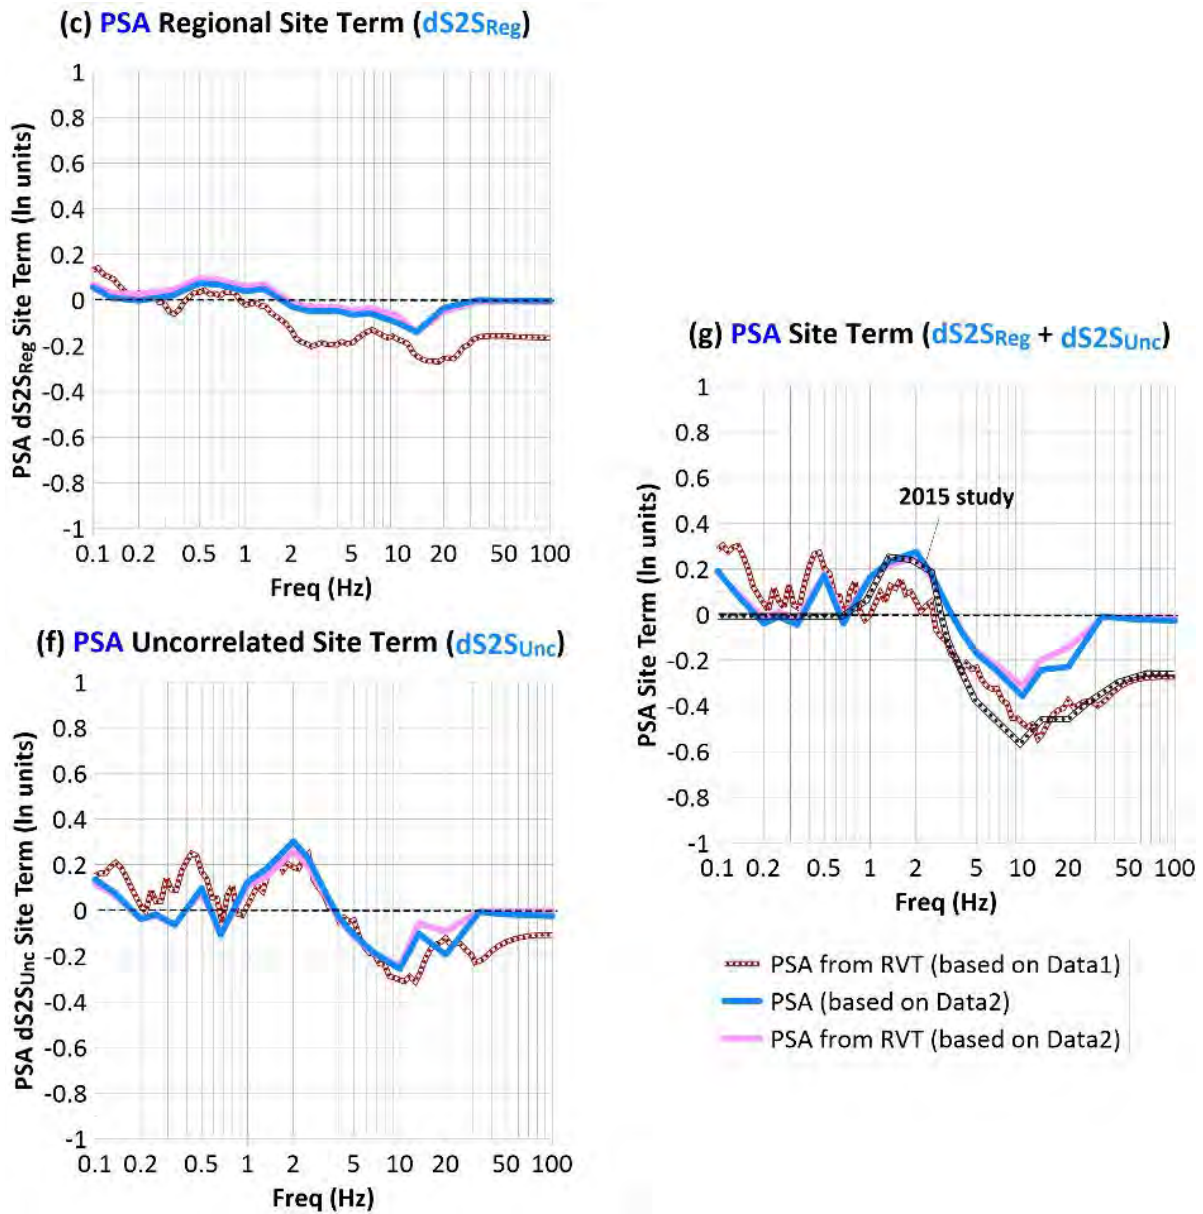 (c) PSA Regional Site Term (dS2SReg)
PSA dS2SReg Site Term (ln units)
1
0.8
0.6
0.4
0.2
0
-0.2
-0.4
-0.6
-0.8
-1
0.1 0.2 0.5 1 2 5 10 20 50 100
Freq (Hz)
(f) PSA Uncorrelated Site Term (dS2SUnc)
PSA dS2SUnc Site Term (ln units)
1
0.8
0.6
0.4
0.2
0
-0.2
-0.4
-0.6
-0.8
-1
0.1 0.2 0.5 1 2 5 10 20 50 100
Freq (Hz)
(g) PSA Site Term (dS2SReg + dS2SUnc)
PSA Site Term (ln units)
1
0.8
0.6
0.4
0.2
0
-0.2
-0.4
-0.6
-0.8
-1
2015 study
0.1 0.2 0.5 1 2 5 10 20 50 100
Freq (Hz)
PSA from RVT (based on Data1)
PSA (based on Data2)
PSA from RVT (based on Data2)